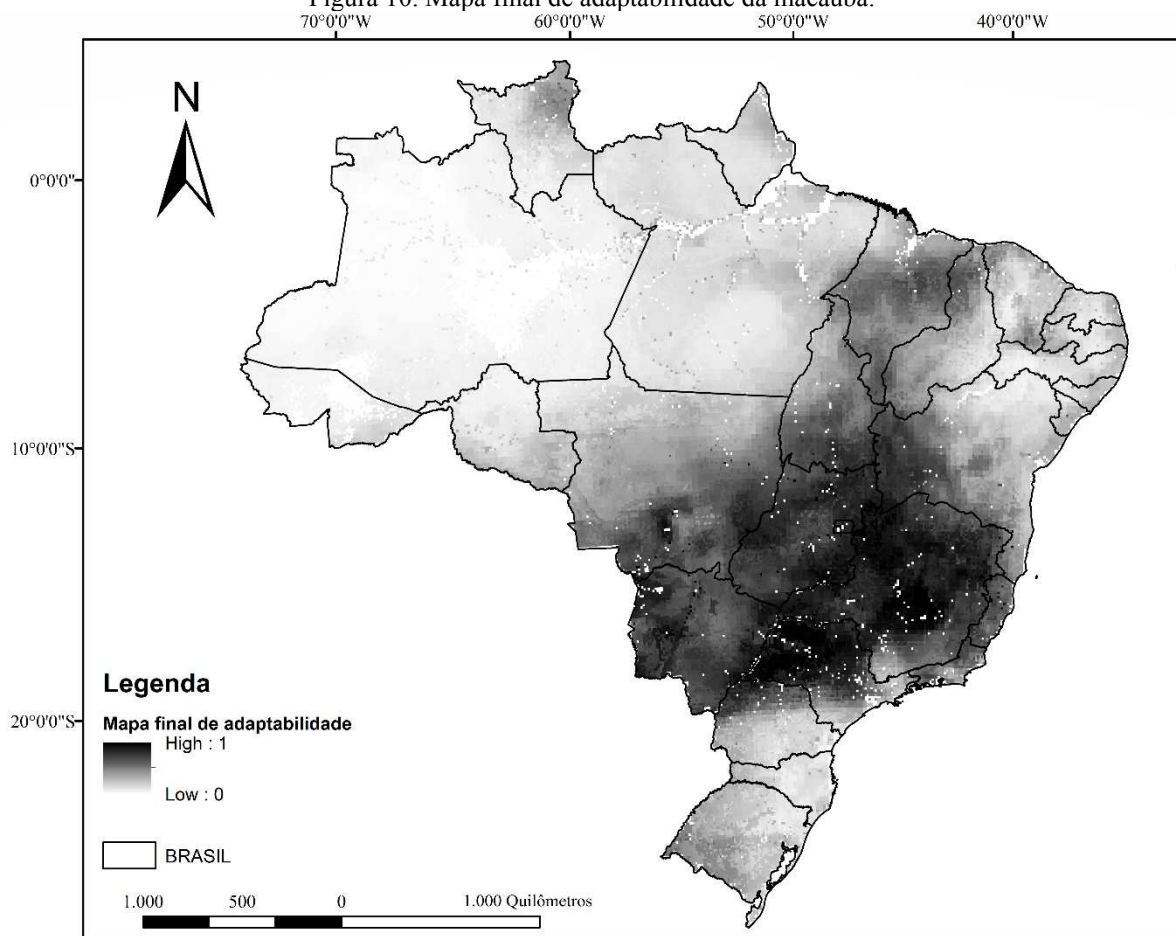 Figura 10: Mapa final de adaptabilidade da macaúba.
70°0'0"W 60°0'0"W 50°0'0"W 40°0'0"W
N
0°0'0"
10°0'0"S
Legenda
20°0'0"S
Mapa final de adaptabilidade
High : 1
Low : 0
BRASIL
1.000 500 0 1.000 Quilômetros